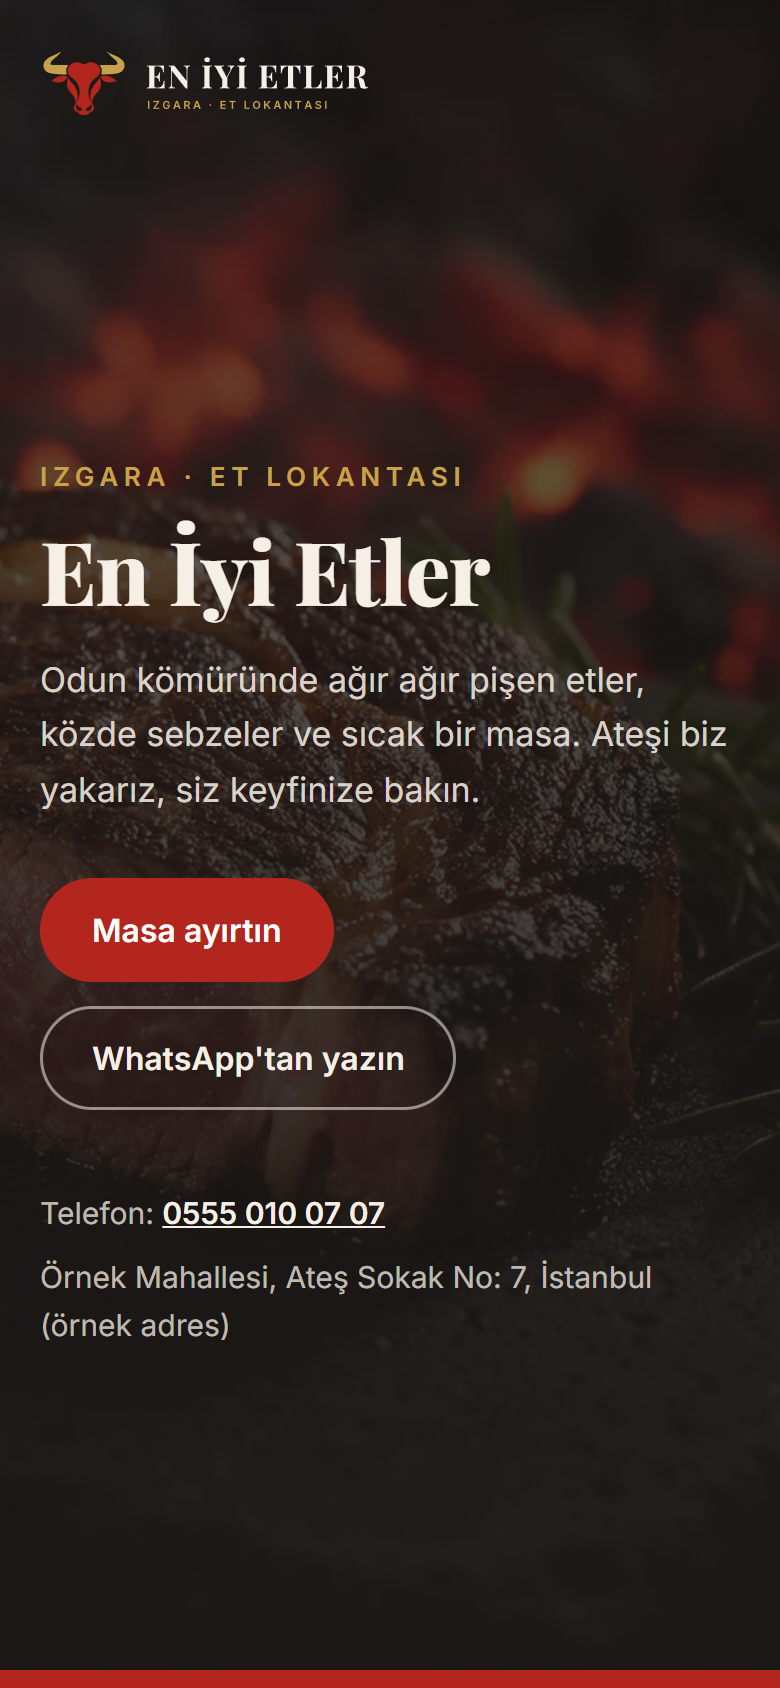 EN İYİ ETLER
IZGARA · ET LOKANTASI
IZGARA · ET LOKANTASI
En İyi Etler
Odun kömüründe ağır ağır pişen etler,
közde sebzeler ve sıcak bir masa. Ateşi biz
yakarız, siz keyfinize bakın.
Masa ayırtın
WhatsApp'tan yazın
Telefon: 0555 010 07 07
Örnek Mahallesi, Ateş Sokak No: 7, İstanbul
(örnek adres)